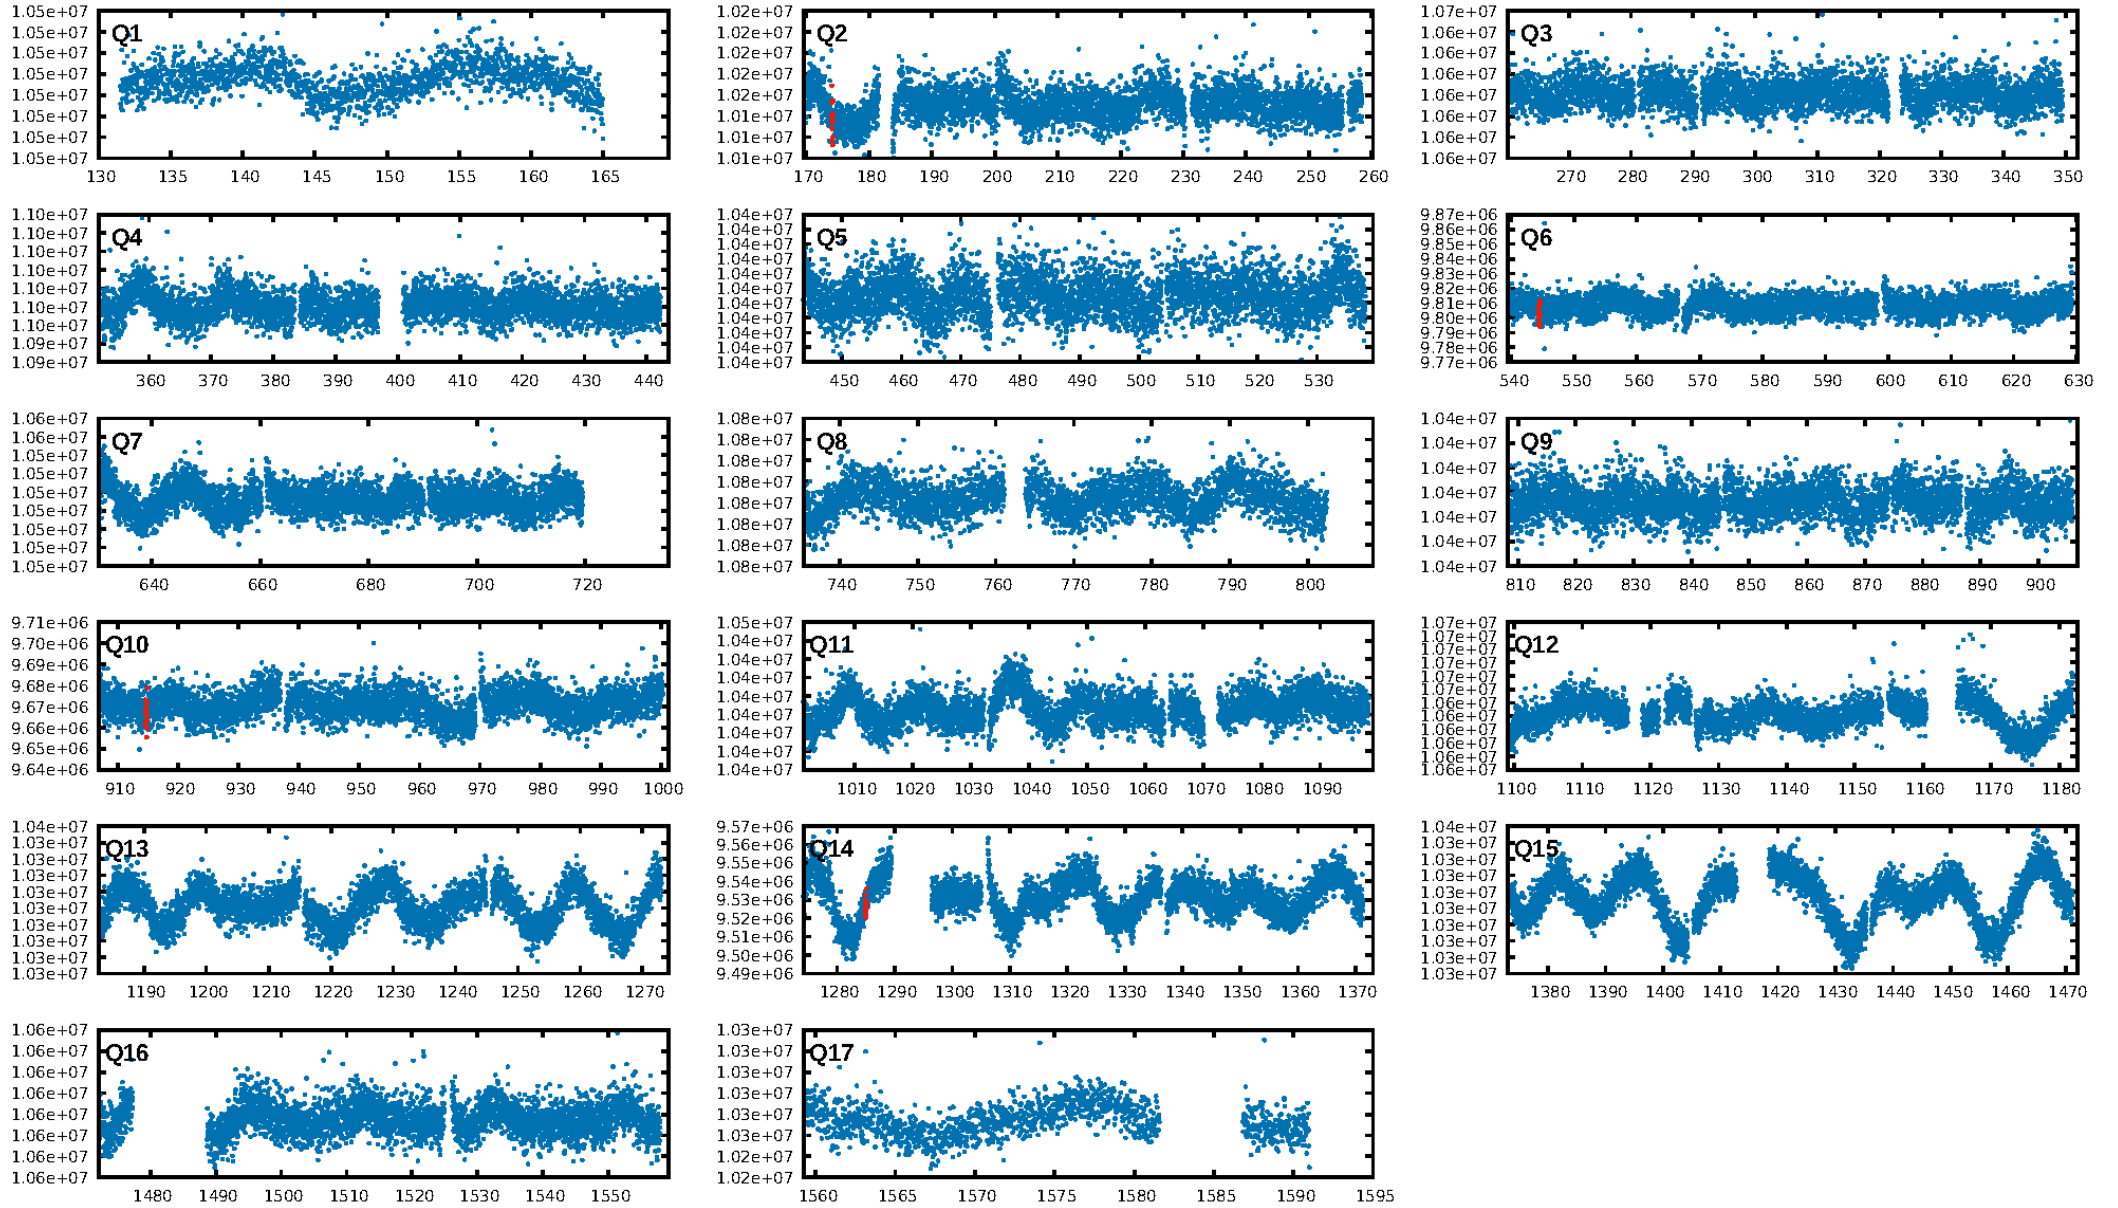 1.05e+07
1.05e+07
1.05e+07
1.05e+07
1.05e+07
1.05e+07
1.05e+07
1.05e+07
Q1
130 135 140 145 150 155 160 165
1.02e+07
1.02e+07
1.02e+07
1.02e+07
1.02e+07
1.01e+07
1.01e+07
1.01e+07
Q2
170 180 190 200 210 220 230 240 250 260
1.07e+07
1.06e+07
1.06e+07
1.06e+07
1.06e+07
1.06e+07
1.06e+07
1.06e+07
Q3
270 280 290 300 310 320 330 340 350
1.10e+07
1.10e+07
1.10e+07
1.10e+07
1.10e+07
1.10e+07
1.10e+07
1.09e+07
1.09e+07
Q4
360 370 380 390 400 410 420 430 440
1.04e+07
1.04e+07
1.04e+07
1.04e+07
1.04e+07
1.04e+07
1.04e+07
1.04e+07
1.04e+07
1.04e+07
1.04e+07
Q5
450 460 470 480 490 500 510 520 530
9.87e+06
9.86e+06
9.85e+06
9.84e+06
9.83e+06
9.82e+06
9.81e+06
9.80e+06
9.79e+06
9.78e+06
9.77e+06
Q6
540 550 560 570 580 590 600 610 620 630
1.06e+07
1.06e+07
1.05e+07
1.05e+07
1.05e+07
1.05e+07
1.05e+07
1.05e+07
1.05e+07
Q7
640 660 680 700 720
1.08e+07
1.08e+07
1.08e+07
1.08e+07
1.08e+07
1.08e+07
1.08e+07
1.08e+07
Q8
740 750 760 770 780 790 800
1.04e+07
1.04e+07
1.04e+07
1.04e+07
1.04e+07
1.04e+07
1.04e+07
Q9
810 820 830 840 850 860 870 880 890 900
9.71e+06
9.70e+06
9.69e+06
9.68e+06
9.67e+06
9.66e+06
9.65e+06
9.64e+06
Q10
910 920 930 940 950 960 970 980 990 1000
1.05e+07
1.04e+07
1.04e+07
1.04e+07
1.04e+07
1.04e+07
1.04e+07
1.04e+07
1.04e+07
Q11
1010 1020 1030 1040 1050 1060 1070 1080 1090
1.07e+07
1.07e+07
1.07e+07
1.07e+07
1.07e+07
1.07e+07
1.07e+07
1.06e+07
1.06e+07
1.06e+07
1.06e+07
1.06e+07
Q12
1100 1110 1120 1130 1140 1150 1160 1170 1180
1.04e+07
1.03e+07
1.03e+07
1.03e+07
1.03e+07
1.03e+07
1.03e+07
1.03e+07
1.03e+07
1.03e+07
Q13
1190 1200 1210 1220 1230 1240 1250 1260 1270
9.57e+06
9.56e+06
9.55e+06
9.54e+06
9.53e+06
9.52e+06
9.51e+06
9.50e+06
9.49e+06
Q14
1280 1290 1300 1310 1320 1330 1340 1350 1360 1370
1.04e+07
1.03e+07
1.03e+07
1.03e+07
1.03e+07
1.03e+07
1.03e+07
1.03e+07
1.03e+07
1.03e+07
Q15
1380 1390 1400 1410 1420 1430 1440 1450 1460 1470
1.06e+07
1.06e+07
1.06e+07
1.06e+07
1.06e+07
1.06e+07
1.06e+07
1.06e+07
Q16
1480 1490 1500 1510 1520 1530 1540 1550
1.03e+07
1.03e+07
1.03e+07
1.03e+07
1.03e+07
1.03e+07
1.02e+07
1.02e+07
Q17
1560 1565 1570 1575 1580 1585 1590 1595